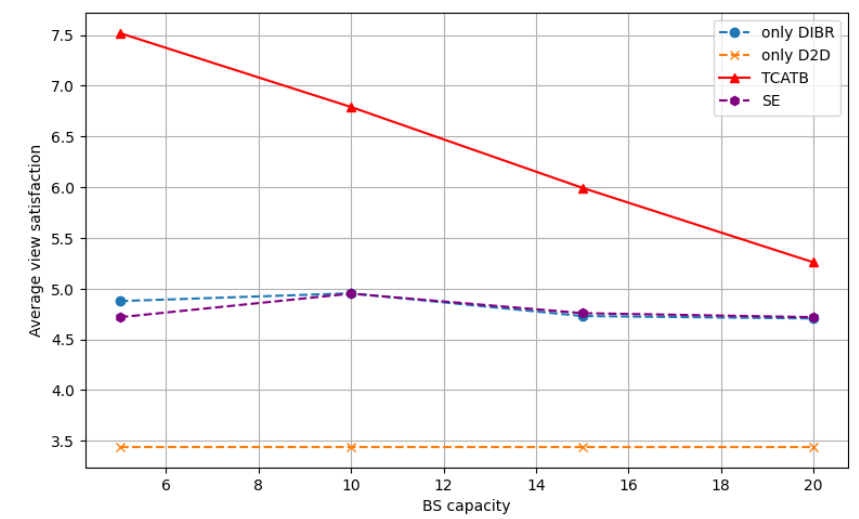 7.5
7.0
6.5
6.0
5.5
5.0
4.5
4.0
3.5
Average view satisfaction
only DIBR
only D2D
TCATB
SE
6 8 10 12 14 16 18 20
BS capacity